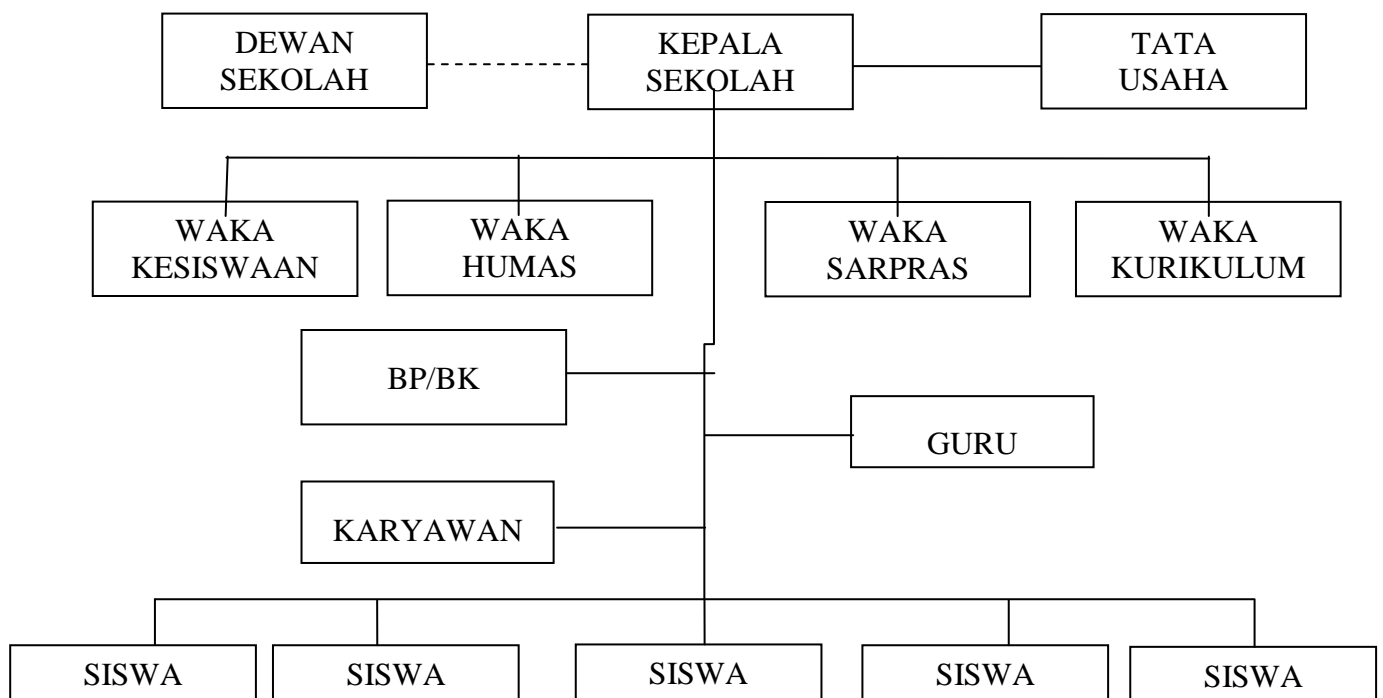 DEWAN
SEKOLAH
KEPALA
SEKOLAH
TATA
USAHA
WAKA
KESISWAAN
WAKA
HUMAS
WAKA
SARPRAS
WAKA
KURIKULUM
BP/BK
GURU
KARYAWAN
SISWA
SISWA
SISWA
SISWA
SISWA